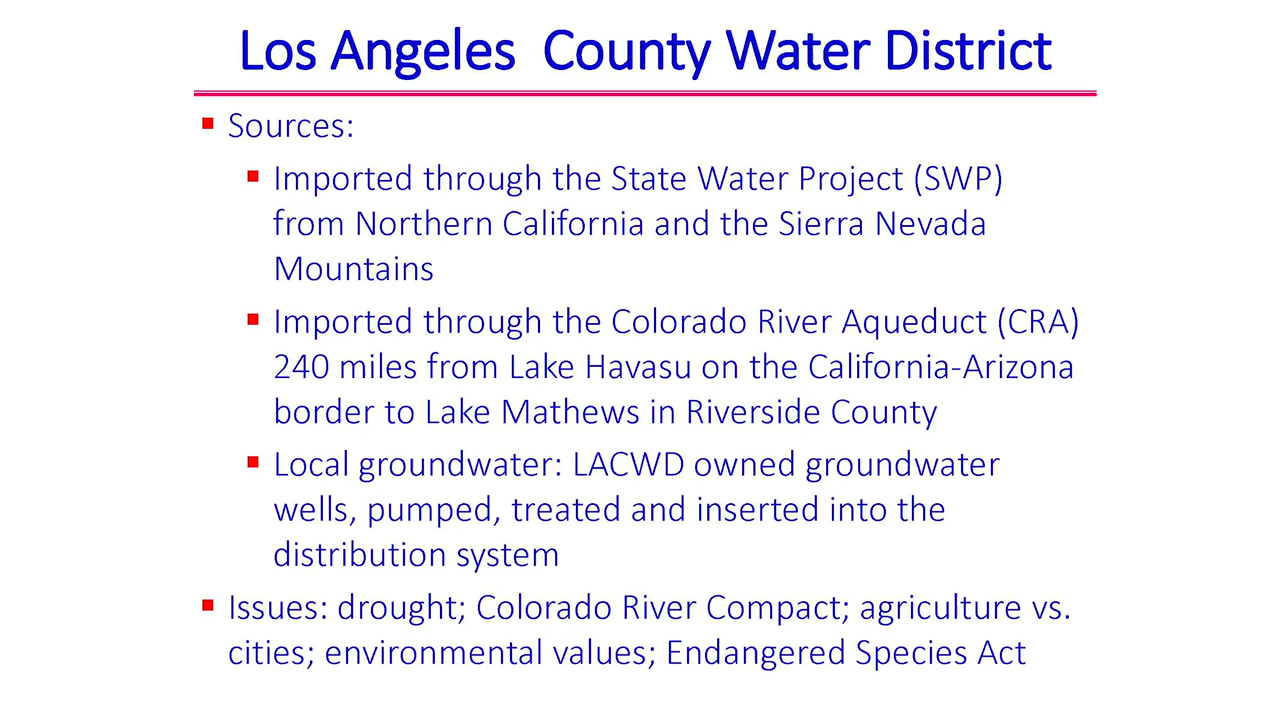 Los Angeles  County Water District
▪ Sources:
▪ Imported through the State Water Project (SWP)
from Northern California and the Sierra Nevada
Mountains
▪ Imported through the Colorado River Aqueduct (CRA)
240 miles from Lake Havasu on the California-Arizona
border to Lake Mathews in Riverside County
▪ Local groundwater: LACWD owned groundwater
wells, pumped, treated and inserted into the
distribution system
▪ Issues: drought; Colorado River Compact; agriculture vs.
cities; environmental values; Endangered Species Act